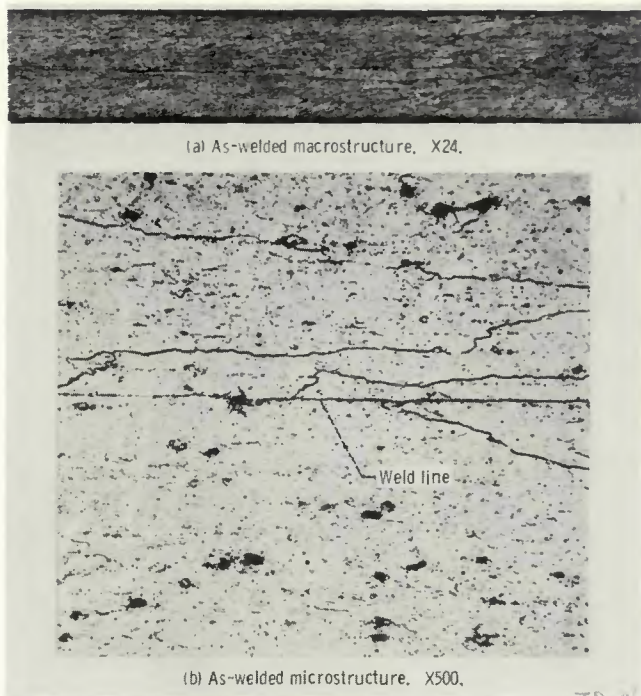 (a) As-welded macrostructure. X24.
Weld line
(b) As-welded microstructure. X500.